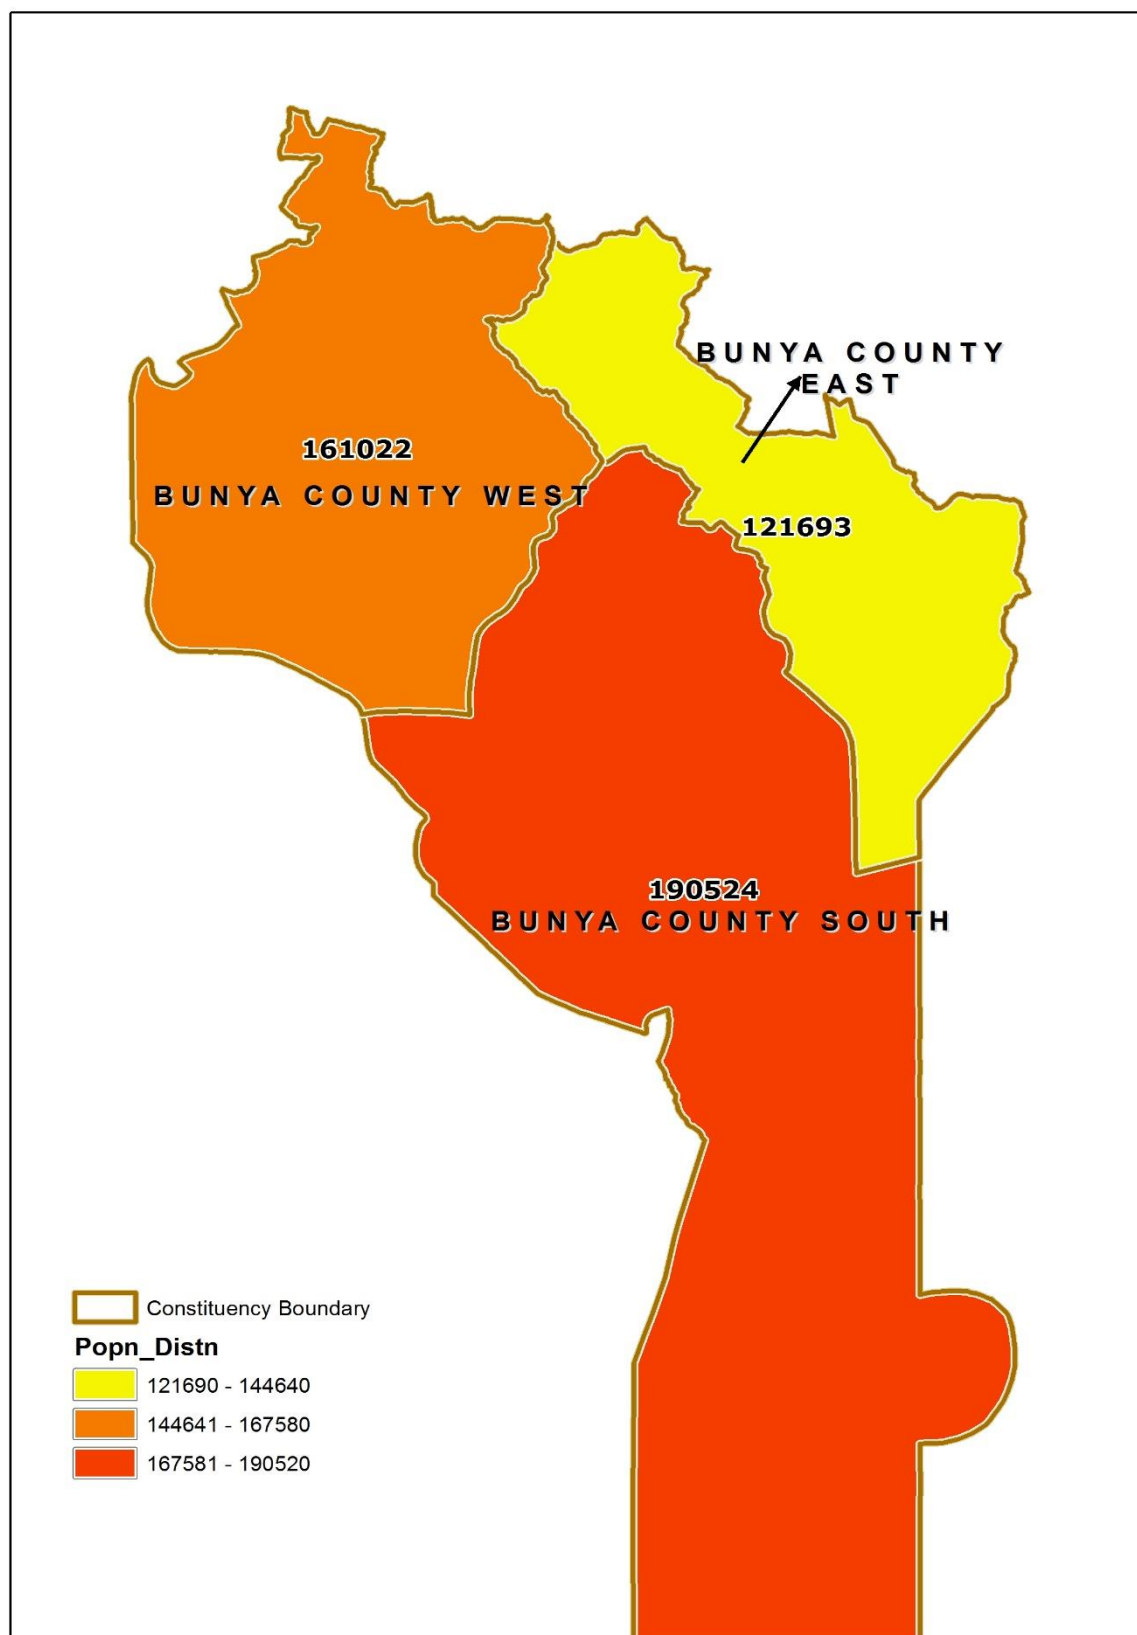 BUNYA COUNTY
EAST
161022
BUNYA COUNTY WEST
121693
190524
BUNYA COUNTY SOUTH
Constituency Boundary
Popn_Distn
121690 - 144640
144641 - 167580
167581 - 190520